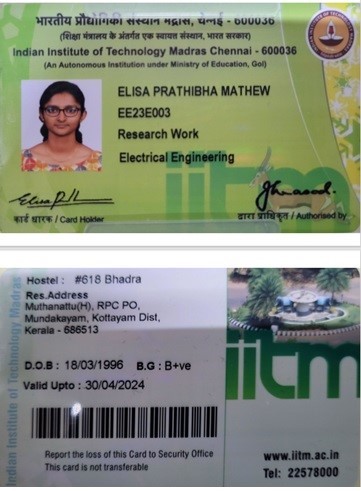 भारतीय प्रौद्योगिकी संस्थान मद्रास, चेन्नई - 600036
(शिक्षा मंत्रालय के अंतर्गत एक स्वायत्त संस्थान, भारत सरकार)
Indian Institute of Technology Madras Chennai - 600036
(An Autonomous Institution under Ministry of Education, GoI)
ELISA PRATHIBHA MATHEW
EE23E003
Research Work
Electrical Engineering
iitm
कार्ड धारक / Card Holder
द्वारा प्राधिकृत / Authorised by
Indian Institute of Technology Madras
Hostel : #618 Bhadra
Res.Address
Muthanattu(H), RPC PO,
Mundakayam, Kottayam Dist,
Kerala - 686513
D.O.B : 18/03/1996 B.G : B+ve
Valid Upto : 30/04/2024
iitm
Report the loss of this Card to Security Office
This card is not transferable
www.iitm.ac.in
Tel: 22578000